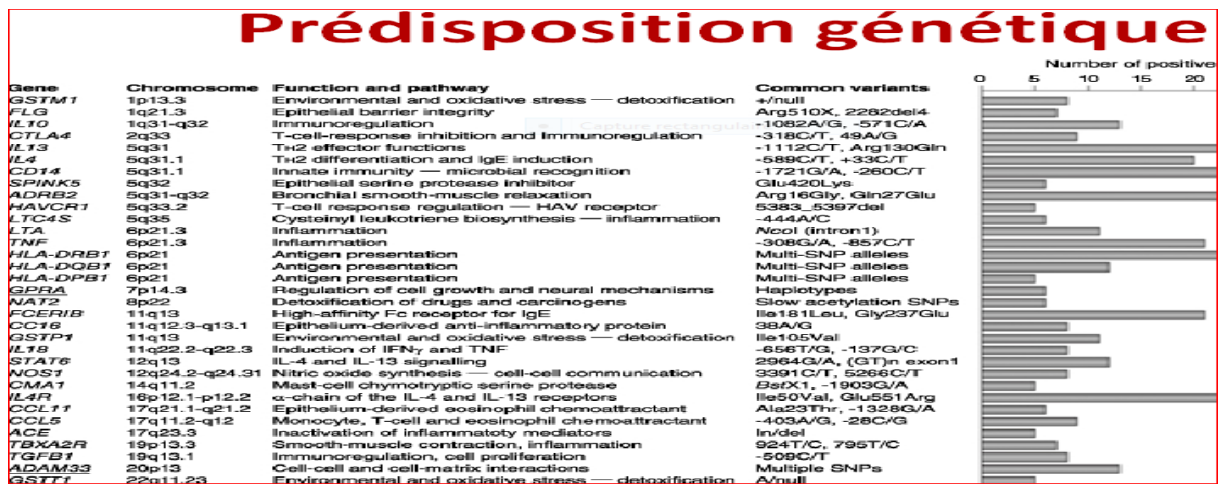 Prédisposition génétique
Number of positive
0 5 10 15 20
Gene Chromosome Function and pathway Common variants
GSTM1 1p13.3 Environmental and oxidative stress — detoxification +/null
FLG 1q21.3 Epithelial barrier integrity Arg510X, 2282del4
IL10 1q31-q32 Immunoregulation -1082A/G, -571C/A
Capture rectangulai
CTLA4 2q33 T-cell-response inhibition and Immunoregulation -318C/T, 49A/G
IL13 5q31 TH2 effector functions -1112C/T, Arg130Gln
IL4 5q31.1 TH2 differentiation and IgE induction -589C/T, +33C/T
CD14 5q31.1 Innate immunity — microbial recognition -1721G/A, -260C/T
SPINK5 5q32 Epithelial serine protease inhibitor Glu420Lys
ADRB2 5q31-q32 Bronchial smooth-muscle relaxation Arg16Gly, Gln27Glu
HAVCR1 5q33.2 T-cell response regulation — HAV receptor 5383_5397del
LTC4S 5q35 Cysteinyl leukotriene biosynthesis — inflammation -444A/C
LTA 6p21.3 Inflammation NcoI (intron1)
TNF 6p21.3 Inflammation -308G/A, -857C/T
HLA-DRB1 6p21 Antigen presentation Multi-SNP alleles
HLA-DQB1 6p21 Antigen presentation Multi-SNP alleles
HLA-DPB1 6p21 Antigen presentation Multi-SNP alleles
GPRA 7p14.3 Regulation of cell growth and neural mechanisms Haplotypes
NAT2 8p22 Detoxification of drugs and carcinogens Slow acetylation SNPs
FCERIB 11q13 High-affinity Fc receptor for IgE Ile181Leu, Gly237Glu
CC16 11q12.3-q13.1 Epithelium-derived anti-inflammatory protein 38A/G
GSTP1 11q13 Environmental and oxidative stress — detoxification Ile105Val
IL18 11q22.2-q22.3 Induction of IFNγ and TNF -656T/G, -137G/C
STAT6 12q13 IL-4 and IL-13 signalling 2964G/A, (GT)n exon1
NOS1 12q24.2-q24.31 Nitric oxide synthesis — cell-cell communication 3391C/T, 5266C/T
CMA1 14q11.2 Mast-cell chymotryptic serine protease BstX1, -1903G/A
IL4R 16p12.1-p12.2 α-chain of the IL-4 and IL-13 receptors Ile50Val, Glu551Arg
CCL11 17q21.1-q21.2 Epithelium-derived eosinophil chemoattractant Ala23Thr, -1328G/A
CCL5 17q11.2-q12 Monocyte, T-cell and eosinophil chemoattractant -403A/G, -28C/G
ACE 17q23.3 Inactivation of inflammatoty mediators In/del
TBXA2R 19p13.3 Smooth-muscle contraction, iinflammation 924T/C, 795T/C
TGFB1 19q13.1 Immunoregulation, cell proliferation -509C/T
ADAM33 20p13 Cell-cell and cell-matrix interactions Multiple SNPs
GSTT1 22q11.23 Environmental and oxidative stress — detoxification A/null